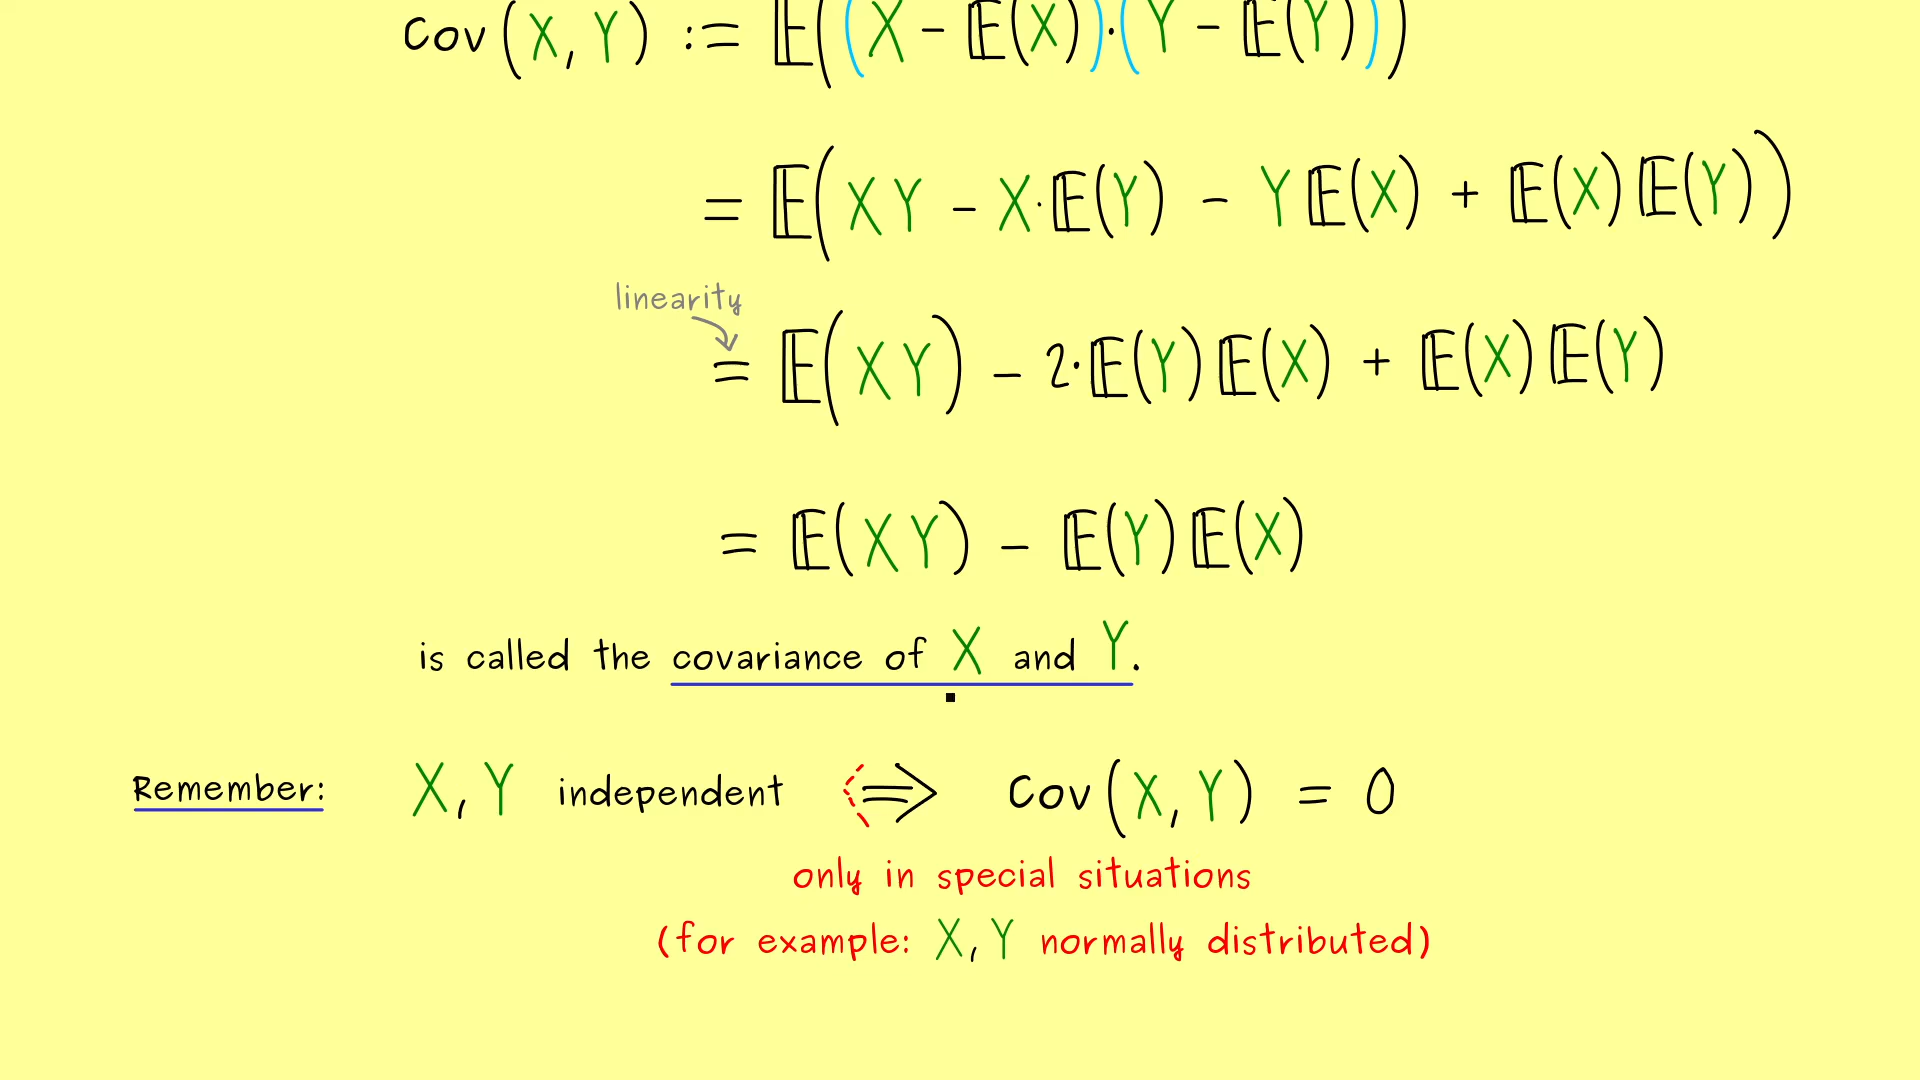 Cov(X, Y) := 𝔼((X − 𝔼(X))·(Y − 𝔼(Y)))
= 𝔼(XY − X·𝔼(Y) − Y𝔼(X) + 𝔼(X)𝔼(Y))
linearity
= 𝔼(XY) − 2·𝔼(Y)𝔼(X) + 𝔼(X)𝔼(Y)
= 𝔼(XY) − 𝔼(Y)𝔼(X)
is called the covariance of X and Y.
Remember: X, Y independent ⟺ Cov(X, Y) = 0
only in special situations
(for example: X, Y normally distributed)